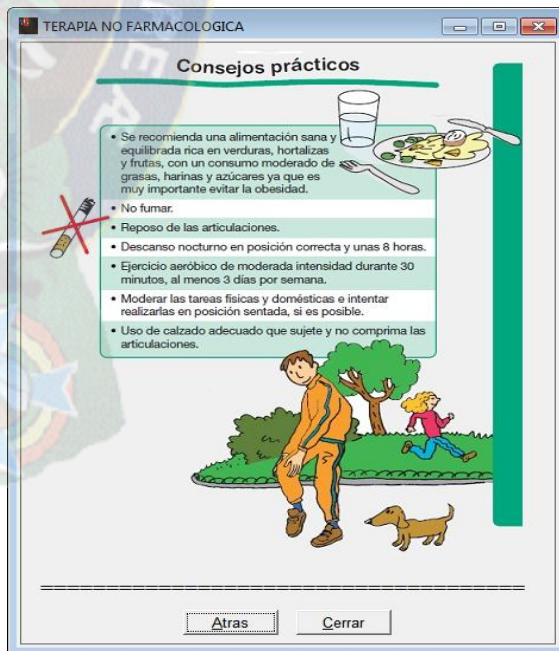 TERAPIA NO FARMACOLOGICA
Consejos prácticos
• Se recomienda una alimentación sana y
equilibrada rica en verduras, hortalizas
y frutas, con un consumo moderado de
grasas, harinas y azúcares ya que es
muy importante evitar la obesidad.
• No fumar.
• Reposo de las articulaciones.
• Descanso nocturno en posición correcta y unas 8 horas.
• Ejercicio aeróbico de moderada intensidad durante 30
minutos, al menos 3 días por semana.
• Moderar las tareas físicas y domésticas e intentar
realizarlas en posición sentada, si es posible.
• Uso de calzado adecuado que sujete y no comprima las
articulaciones.
Atras
Cerrar